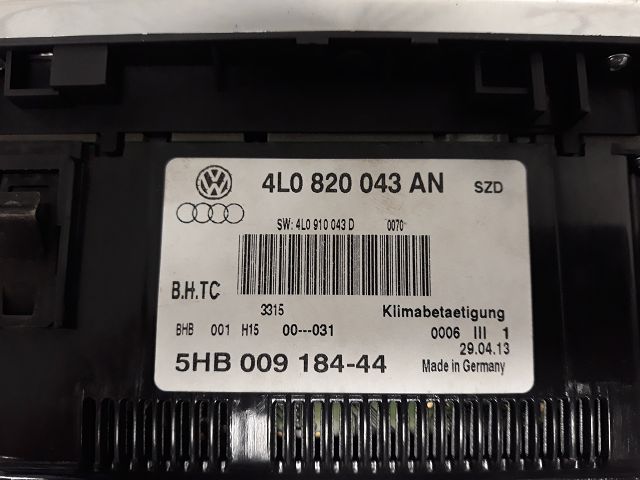 4L0 820 043 AN SZD
SW: 4L0 910 043 D 0070
B.H.TC
3315 Klimabetaetigung
BHB 001 H15 00---031 0006 III 1
29.04.13
5HB 009 184-44 Made in Germany